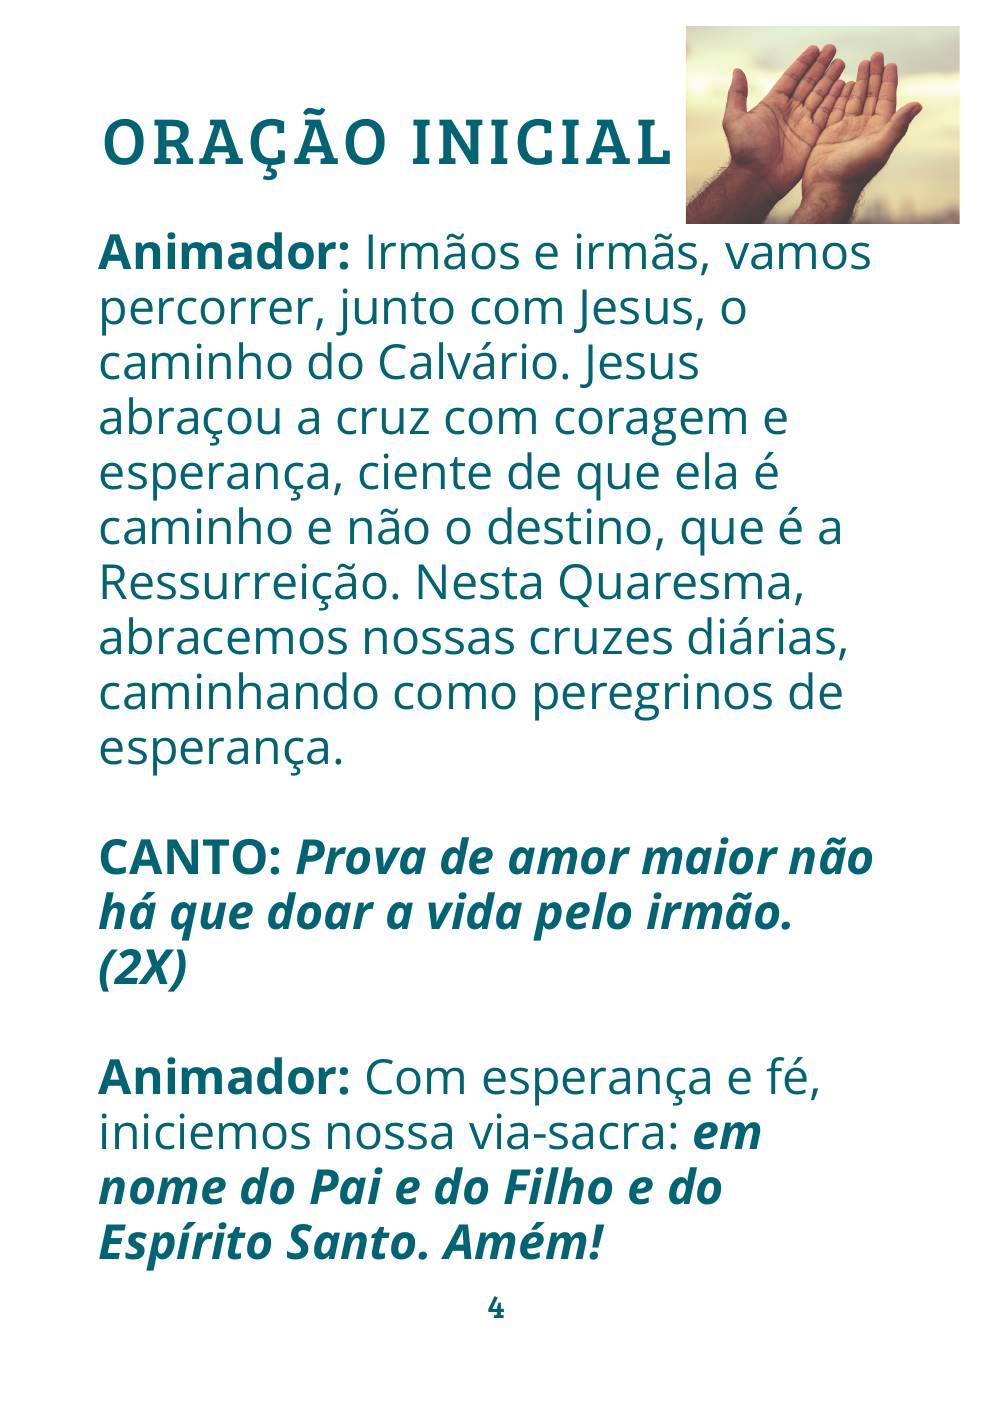 ORAÇÃO INICIAL
Animador: Irmãos e irmãs, vamos
percorrer, junto com Jesus, o
caminho do Calvário. Jesus
abraçou a cruz com coragem e
esperança, ciente de que ela é
caminho e não o destino, que é a
Ressurreição. Nesta Quaresma,
abracemos nossas cruzes diárias,
caminhando como peregrinos de
esperança.
CANTO: Prova de amor maior não
há que doar a vida pelo irmão.
(2X)
Animador: Com esperança e fé,
iniciemos nossa via-sacra: em
nome do Pai e do Filho e do
Espírito Santo. Amém!
4